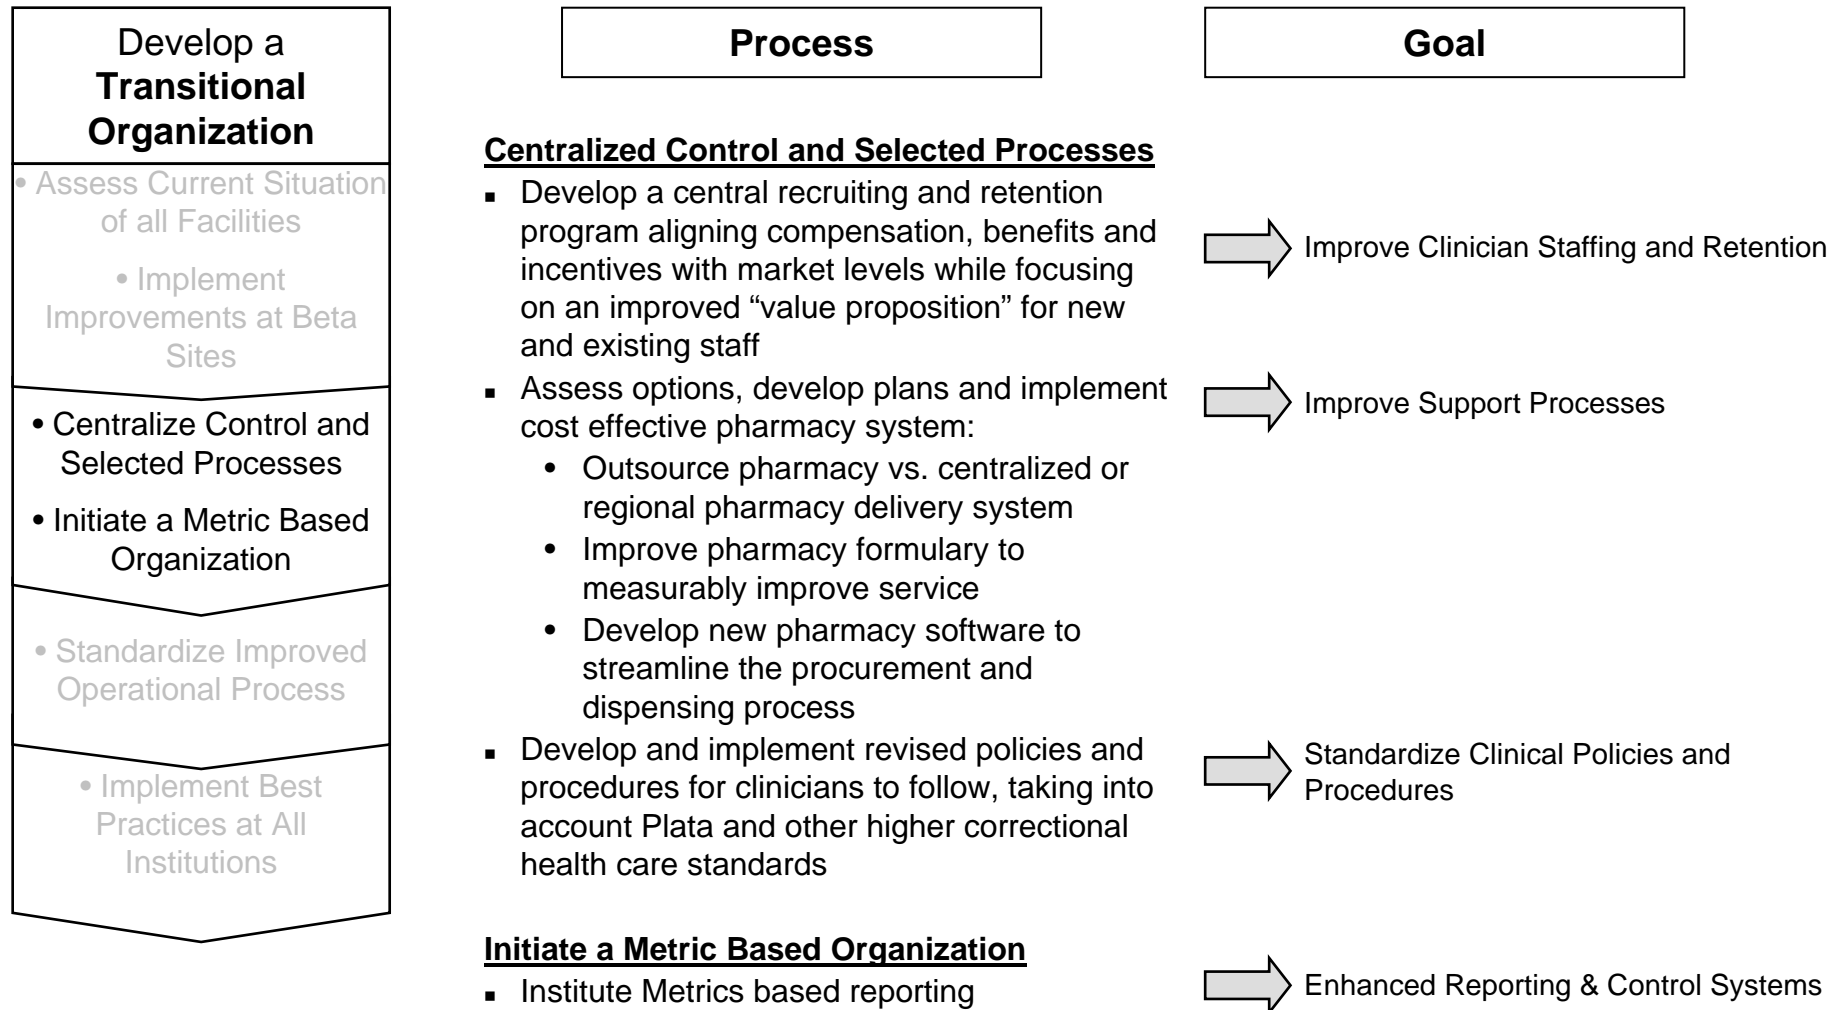 Develop a
Transitional
Organization
• Assess Current Situation
of all Facilities
• Implement
Improvements at Beta
Sites
• Centralize Control and
Selected Processes
• Initiate a Metric Based
Organization
• Standardize Improved
Operational Process
• Implement Best
Practices at All
Institutions
Process
Centralized Control and Selected Processes
▪ Develop a central recruiting and retention
program aligning compensation, benefits and
incentives with market levels while focusing
on an improved “value proposition” for new
and existing staff
▪ Assess options, develop plans and implement
cost effective pharmacy system:
• Outsource pharmacy vs. centralized or
regional pharmacy delivery system
• Improve pharmacy formulary to
measurably improve service
• Develop new pharmacy software to
streamline the procurement and
dispensing process
▪ Develop and implement revised policies and
procedures for clinicians to follow, taking into
account Plata and other higher correctional
health care standards
Initiate a Metric Based Organization
▪ Institute Metrics based reporting
Goal
Improve Clinician Staffing and Retention
Improve Support Processes
Standardize Clinical Policies and
Procedures
Enhanced Reporting & Control Systems